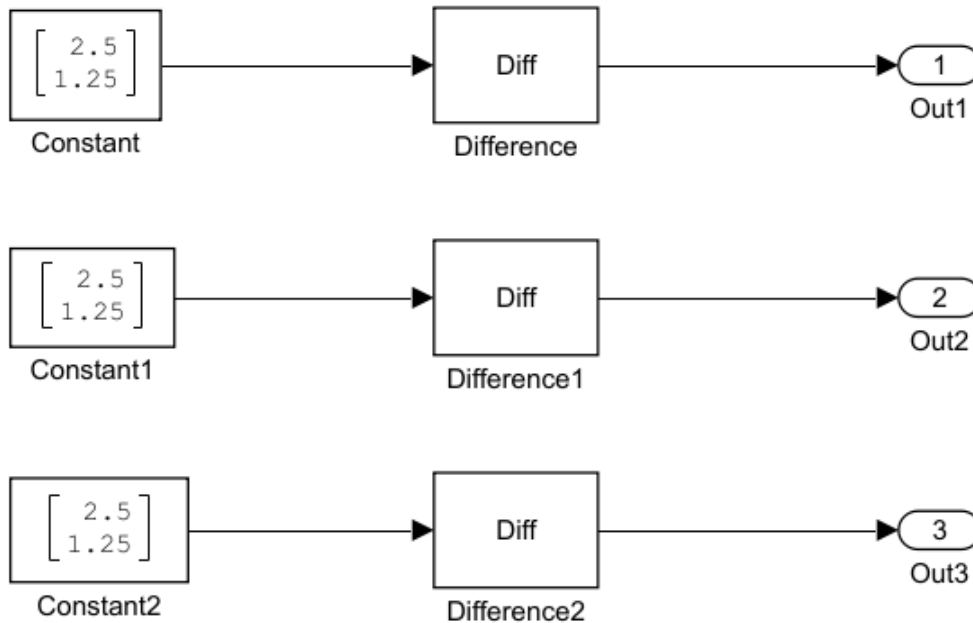 2.5
1.25
Constant
Diff
Difference
1
Out1
2.5
1.25
Constant1
Diff
Difference1
2
Out2
2.5
1.25
Constant2
Diff
Difference2
3
Out3